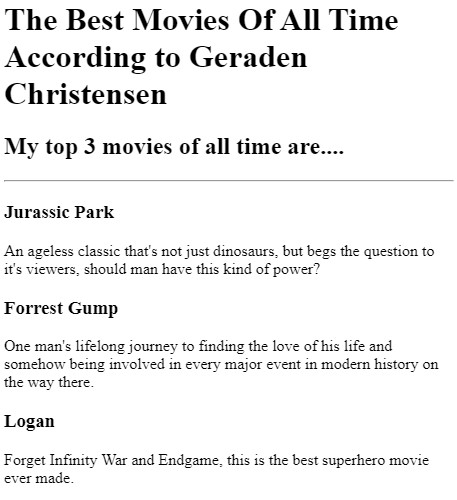 The Best Movies Of All Time
According to Geraden
Christensen
My top 3 movies of all time are....
Jurassic Park
An ageless classic that's not just dinosaurs, but begs the question to
it's viewers, should man have this kind of power?
Forrest Gump
One man's lifelong journey to finding the love of his life and
somehow being involved in every major event in modern history on
the way there.
Logan
Forget Infinity War and Endgame, this is the best superhero movie
ever made.